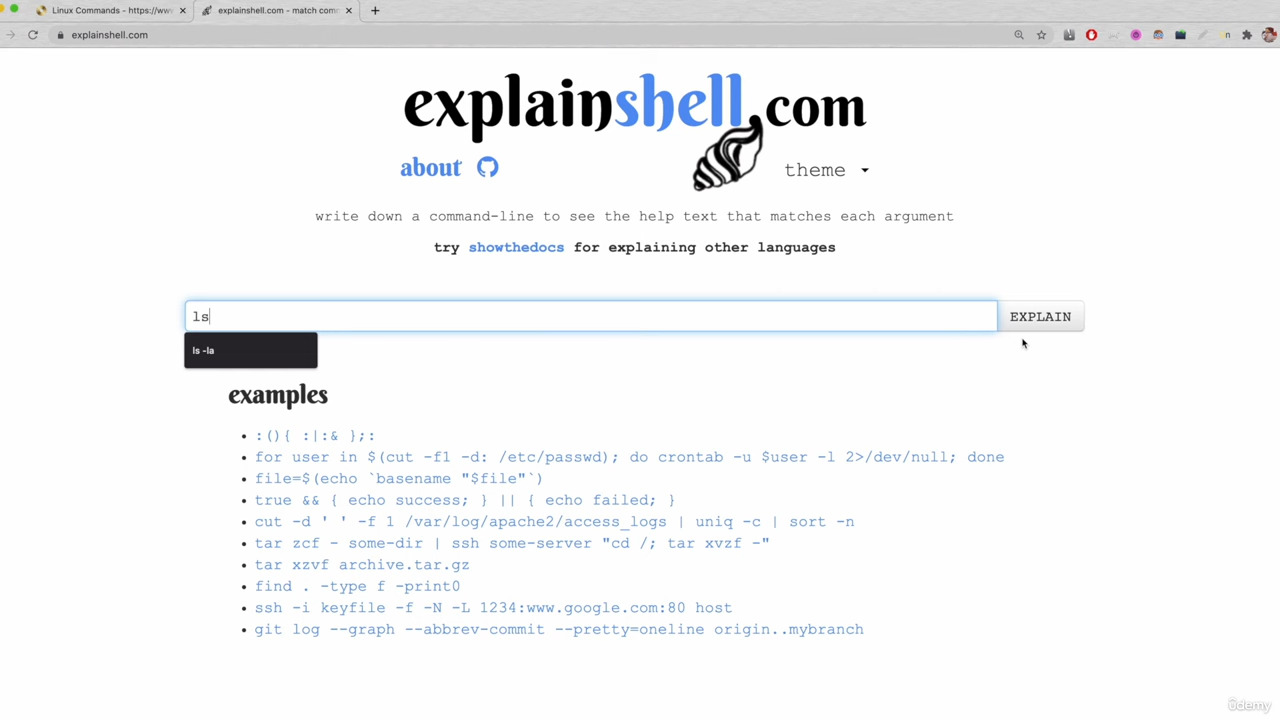 Linux Commands - https://ww
explainshell.com - match com
explainshell.com
explainshell.com
about
theme
write down a command-line to see the help text that matches each argument
try showthedocs for explaining other languages
ls
EXPLAIN
ls -la
examples
:(){ :|:& };:
for user in $(cut -f1 -d: /etc/passwd); do crontab -u $user -l 2>/dev/null; done
file=$(echo `basename "$file"`)
true && { echo success; } || { echo failed; }
cut -d ' ' -f 1 /var/log/apache2/access_logs | uniq -c | sort -n
tar zcf - some-dir | ssh some-server "cd /; tar xvzf -"
tar xzvf archive.tar.gz
find . -type f -print0
ssh -i keyfile -f -N -L 1234:www.google.com:80 host
git log --graph --abbrev-commit --pretty=oneline origin..mybranch
ûdemy